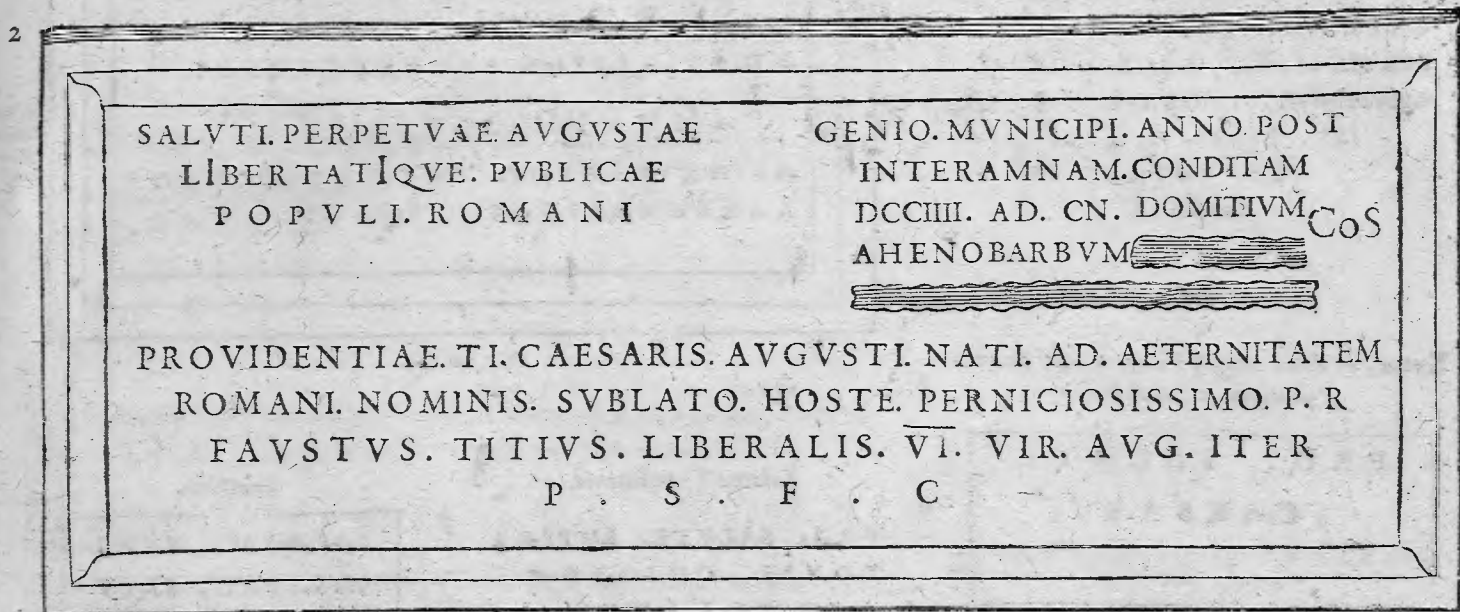 2
SALVTI. PERPETVAE. AVGVSTAE
LIBERTATIQVE. PVBLICAE
POPVLI. ROMANI
GENIO. MVNICIPI. ANNO. POST
INTERAMNAM. CONDITAM
DCCIIII. AD. CN. DOMITIVM
AHENOBARBVM
COS
PROVIDENTIAE. TI. CAESARIS. AVGVSTI. NATI. AD. AETERNITATEM
ROMANI. NOMINIS. SVBLATO. HOSTE. PERNICIOSISSIMO. P. R
FAVSTVS. TITIVS. LIBERALIS. V̅I̅. VIR. AVG. ITER
P . S . F . C